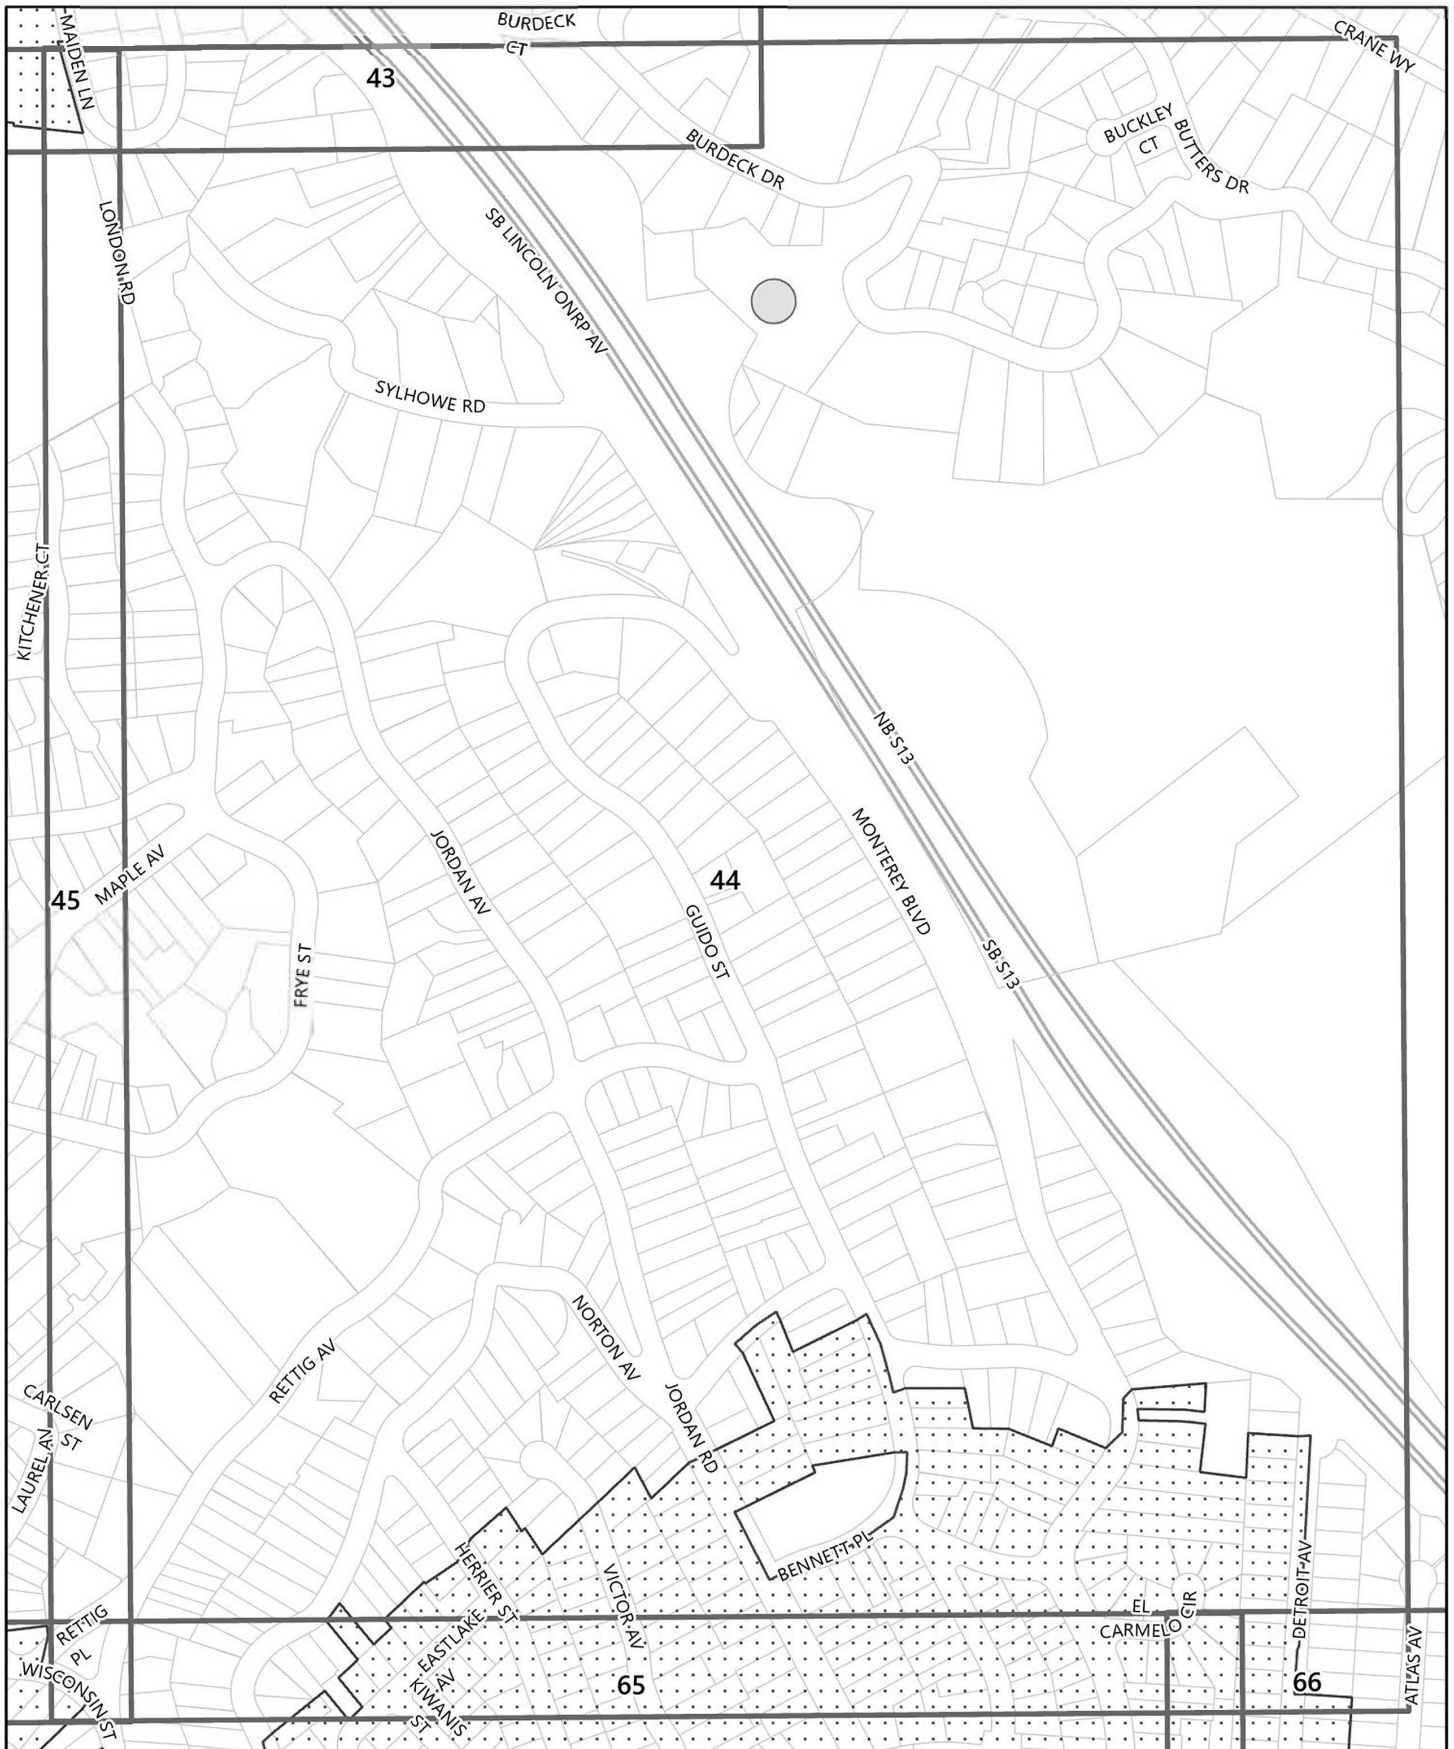 BURDECK
CT
CRANE WY
MAIDEN LN
43
BUCKLEY
CT
BUTTERS DR
BURDECK DR
LONDON RD
SB LINCOLN ONRP AV
SYLHOWE RD
KITCHENER CT
NB S13
MONTEREY BLVD
JORDAN AV
44
MAPLE AV
45
GUIDO ST
SB S13
FRYE ST
NORTON AV
RETTIG AV
JORDAN RD
CARLSEN
ST
LAUREL AV
BENNETT PL
HERRIER ST
VICTOR AV
DETROIT AV
EL
CARMELO
CIR
RETTIG
PL
EASTLAKE
AV
ATLAS AV
WISCONSIN ST
KIWANIS
ST
65
66